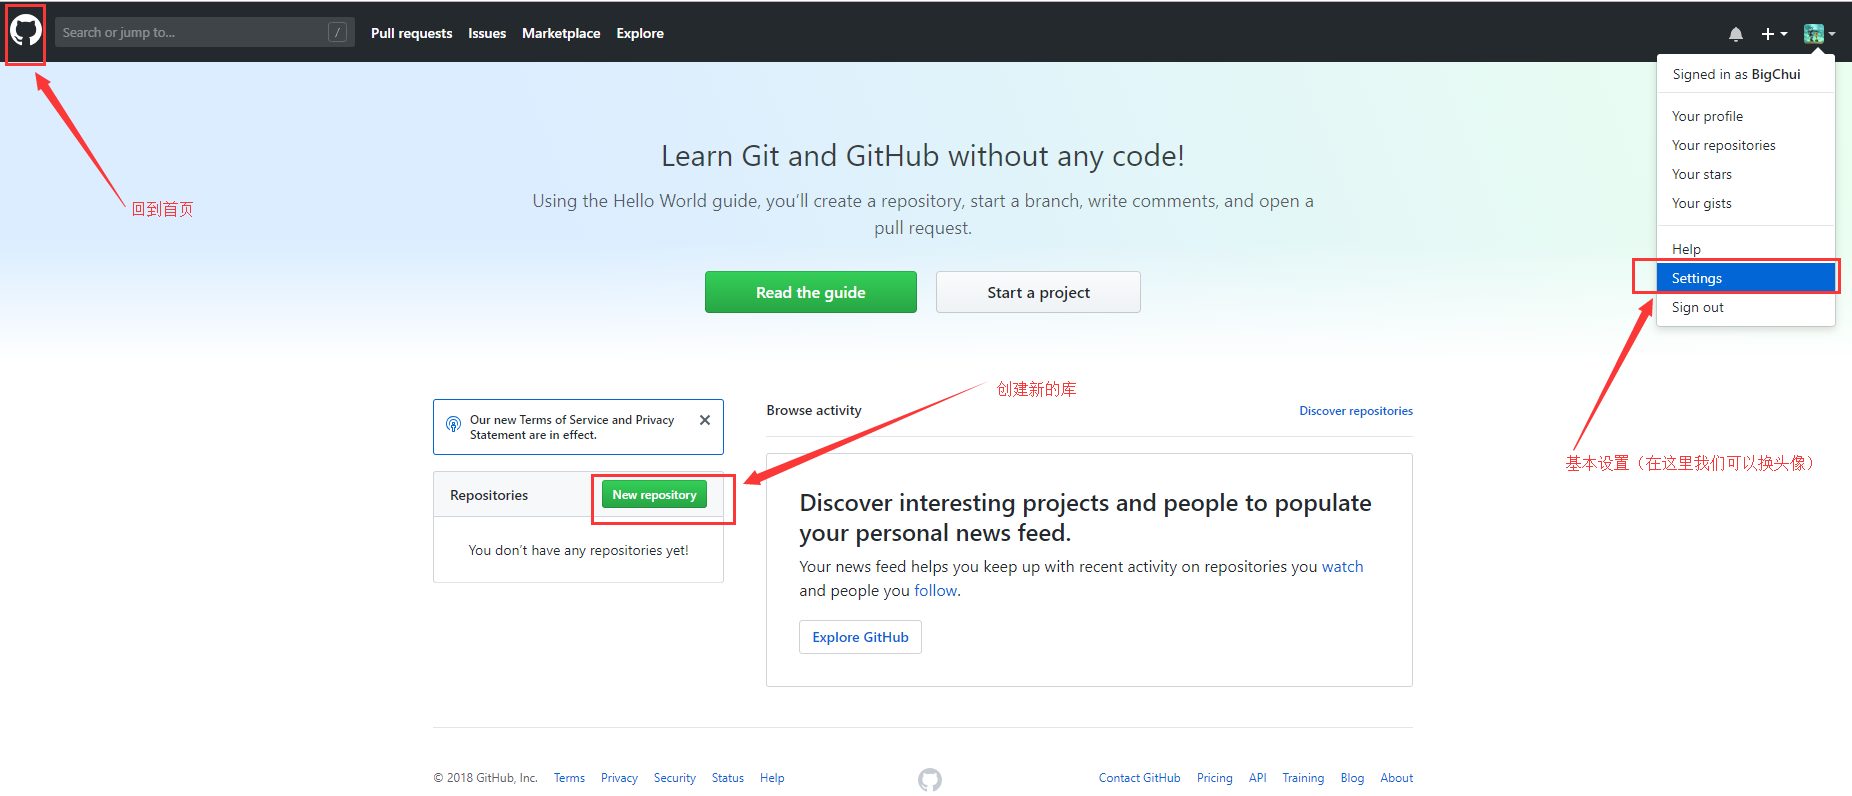 Search or jump to...
/
Pull requests
Issues
Marketplace
Explore
Signed in as BigChui
Your profile
Your repositories
Your stars
Your gists
Help
Settings
Sign out
回到首页
Learn Git and GitHub without any code!
Using the Hello World guide, you’ll create a repository, start a branch, write comments, and open a
pull request.
Read the guide
Start a project
创建新的库
基本设置（在这里我们可以换头像）
Our new Terms of Service and Privacy
Statement are in effect.
Repositories
New repository
You don’t have any repositories yet!
Browse activity
Discover repositories
Discover interesting projects and people to populate
your personal news feed.
Your news feed helps you keep up with recent activity on repositories you watch
and people you follow.
Explore GitHub
© 2018 GitHub, Inc.
Terms
Privacy
Security
Status
Help
Contact GitHub
Pricing
API
Training
Blog
About